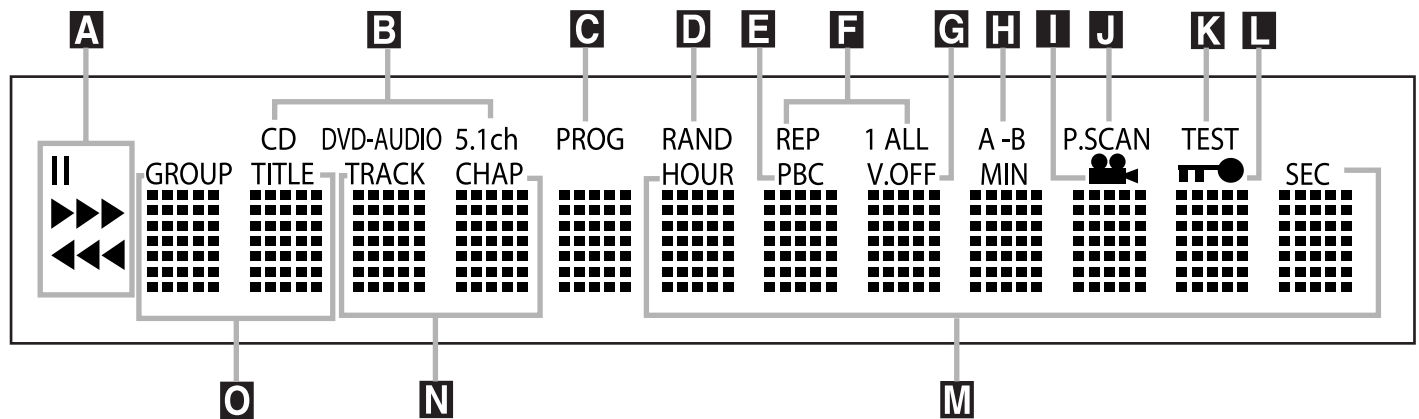 A B C D E F G H I J K L
CD DVD-AUDIO 5.1ch PROG RAND REP 1 ALL A -B P.SCAN TEST
GROUP TITLE TRACK CHAP HOUR PBC V.OFF MIN SEC
O N M